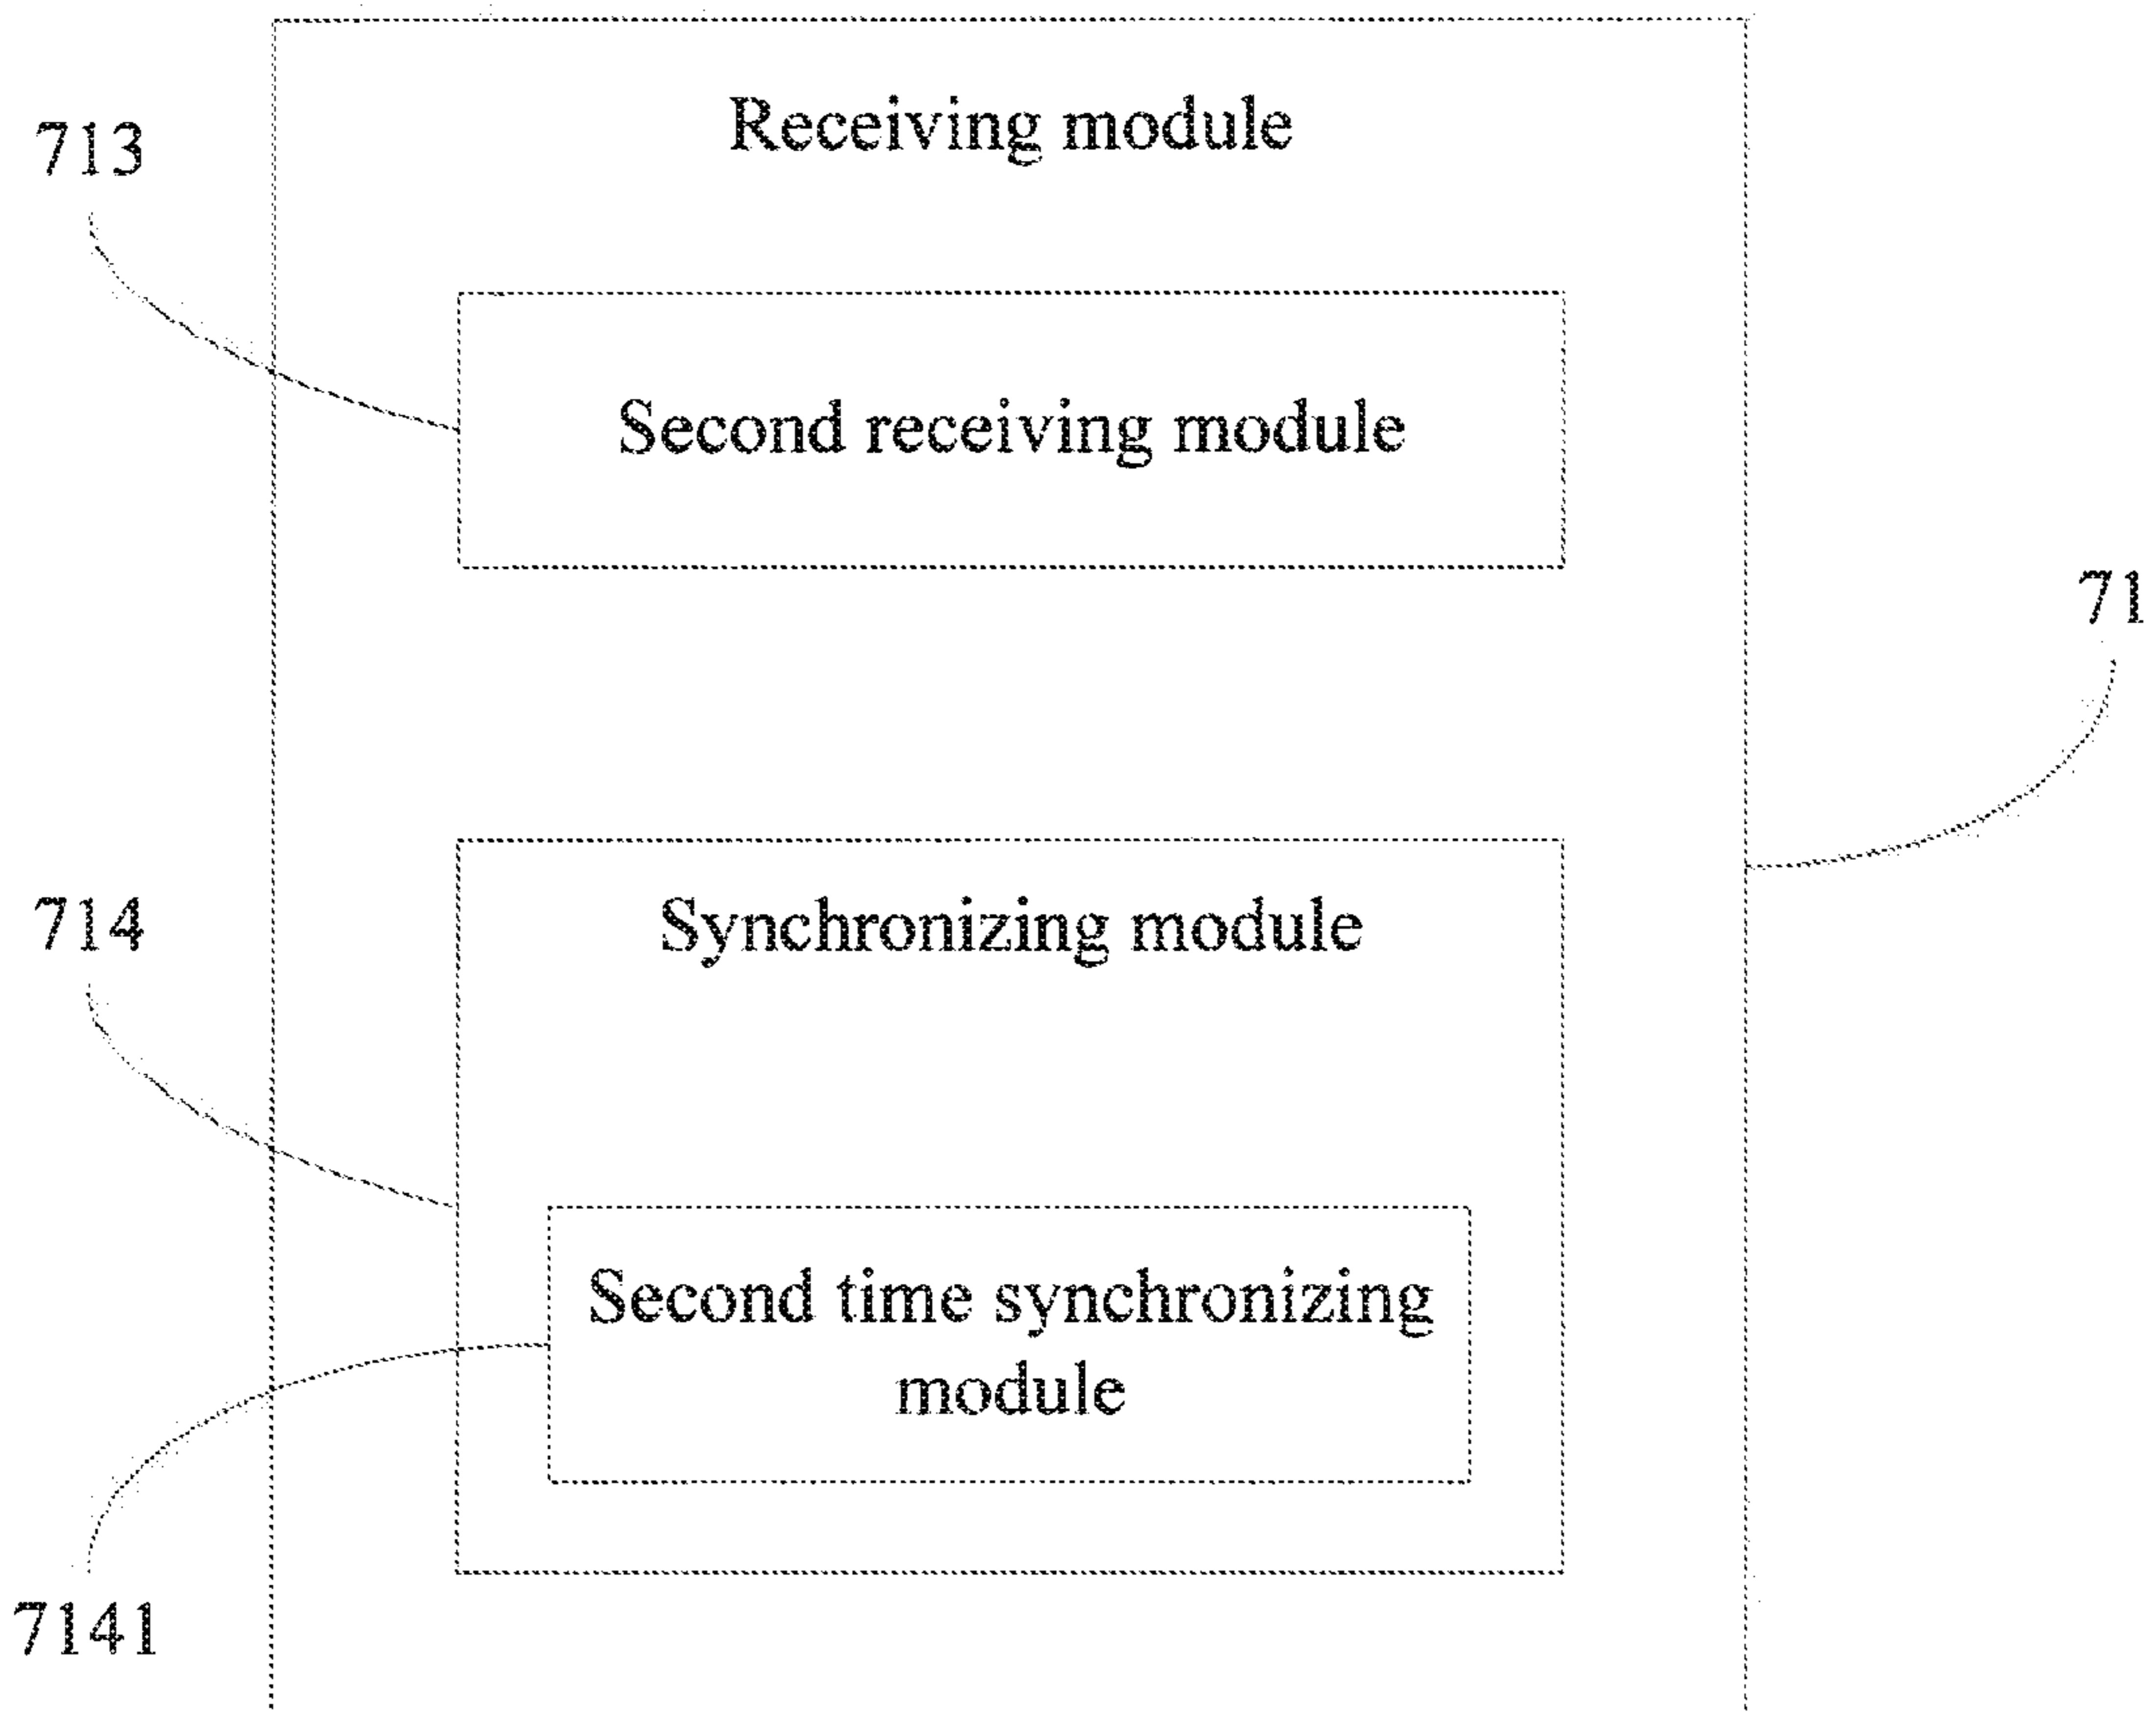 Receiving module
713
Second receiving module
71
714
Synchronizing module
Second time synchronizing
module
7141